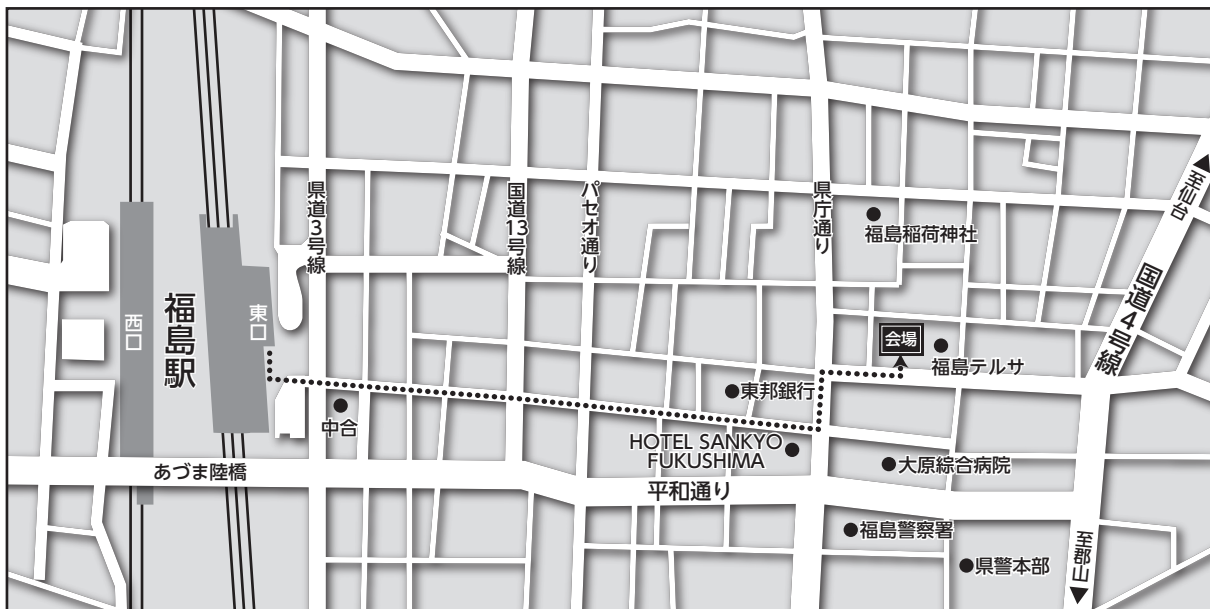 県道3号線
国道13号線
パセオ通り
県庁通り
至仙台
国道4号線
福島稲荷神社
西口
福島駅
東口
会場
福島テルサ
東邦銀行
中合
HOTEL SANKYO
FUKUSHIMA
大原綜合病院
あづま陸橋
平和通り
福島警察署
県警本部
至郡山